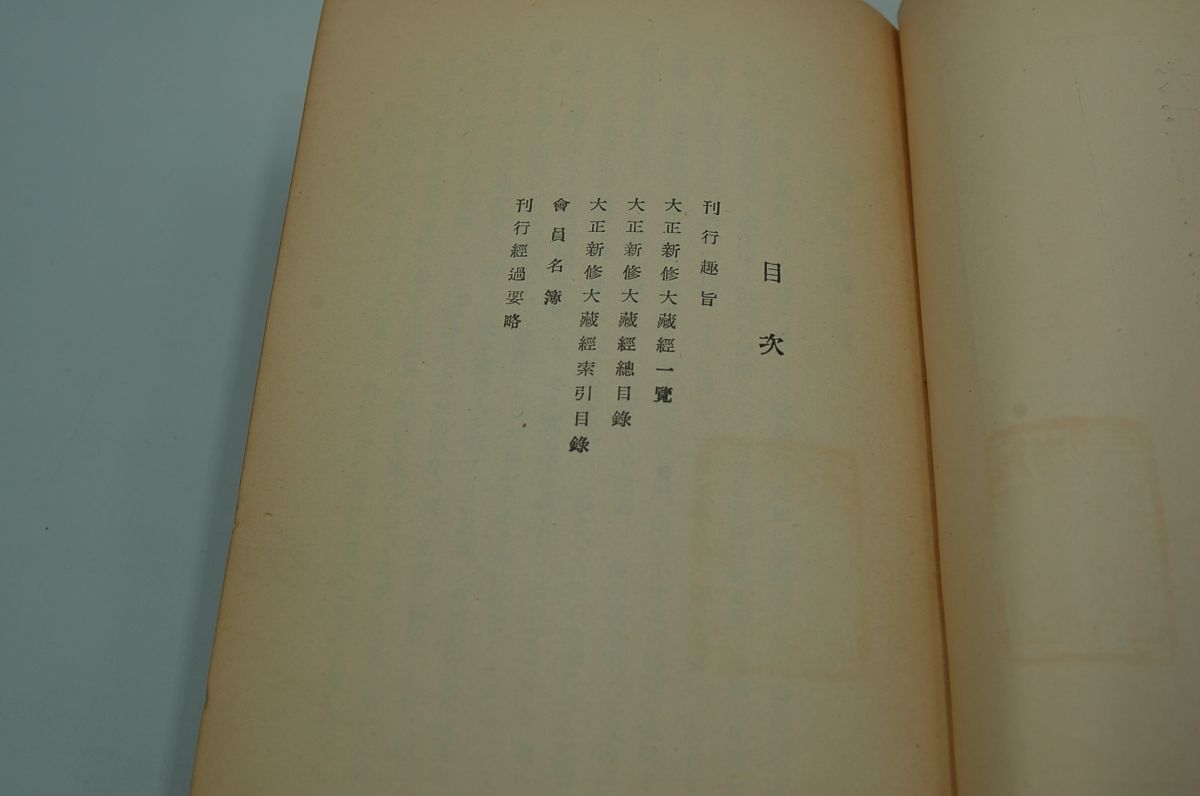 目次
刊行趣旨
大正新修大藏經一覽
大正新修大藏經總目錄
大正新修大藏經索引目錄
會員名簿
刊行經過要略